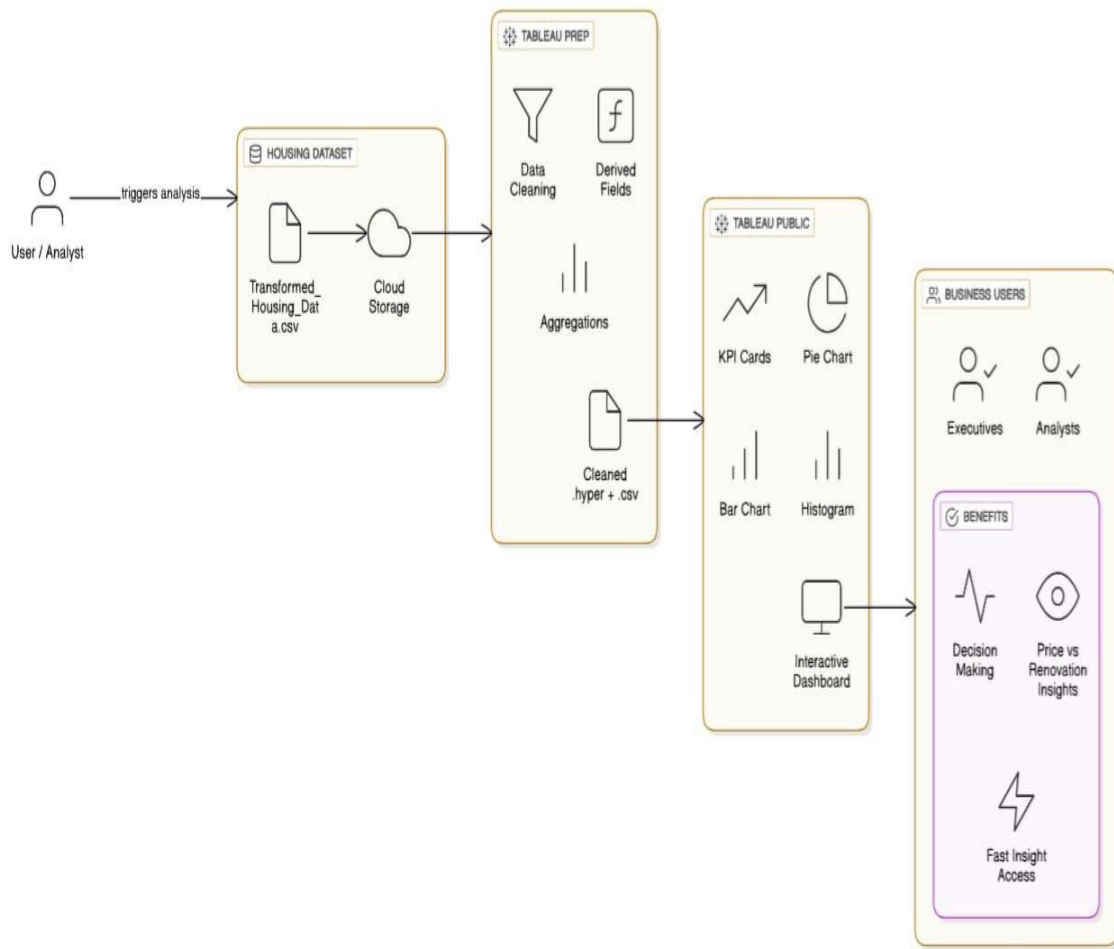 TABLEAU PREP
Data
Cleaning
Derived
Fields
Aggregations
Cleaned
.hyper + .csv
HOUSING DATASET
triggers analysis
User / Analyst
Transformed_
Housing_Dat
a.csv
Cloud
Storage
TABLEAU PUBLIC
KPI Cards
Pie Chart
Bar Chart
Histogram
Interactive
Dashboard
BUSINESS USERS
Executives
Analysts
BENEFITS
Decision
Making
Price vs
Renovation
Insights
Fast Insight
Access